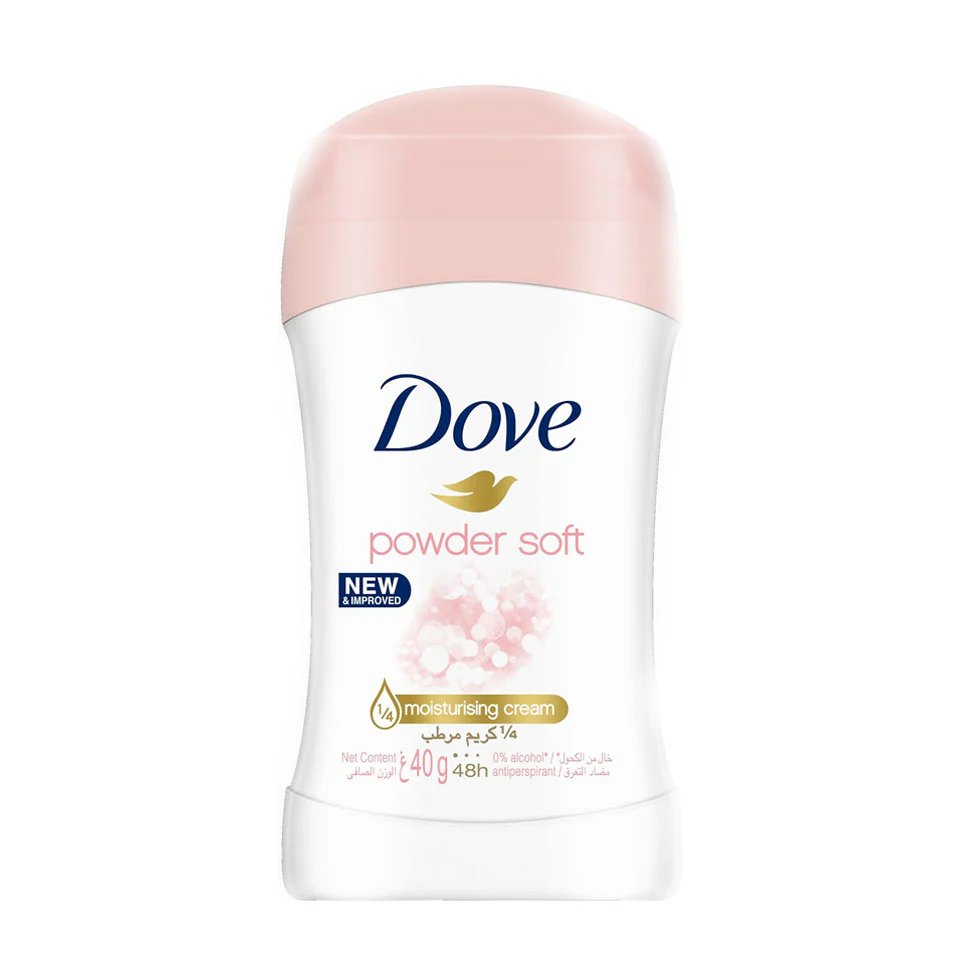 Dove
powder soft
NEW
& IMPROVED
1/4 moisturising cream
1/4 كريم مرطب
Net Content
الوزن الصافي
40g غ
48h
0% alcohol* / *خال من الكحول
antiperspirant / مضاد التعرق